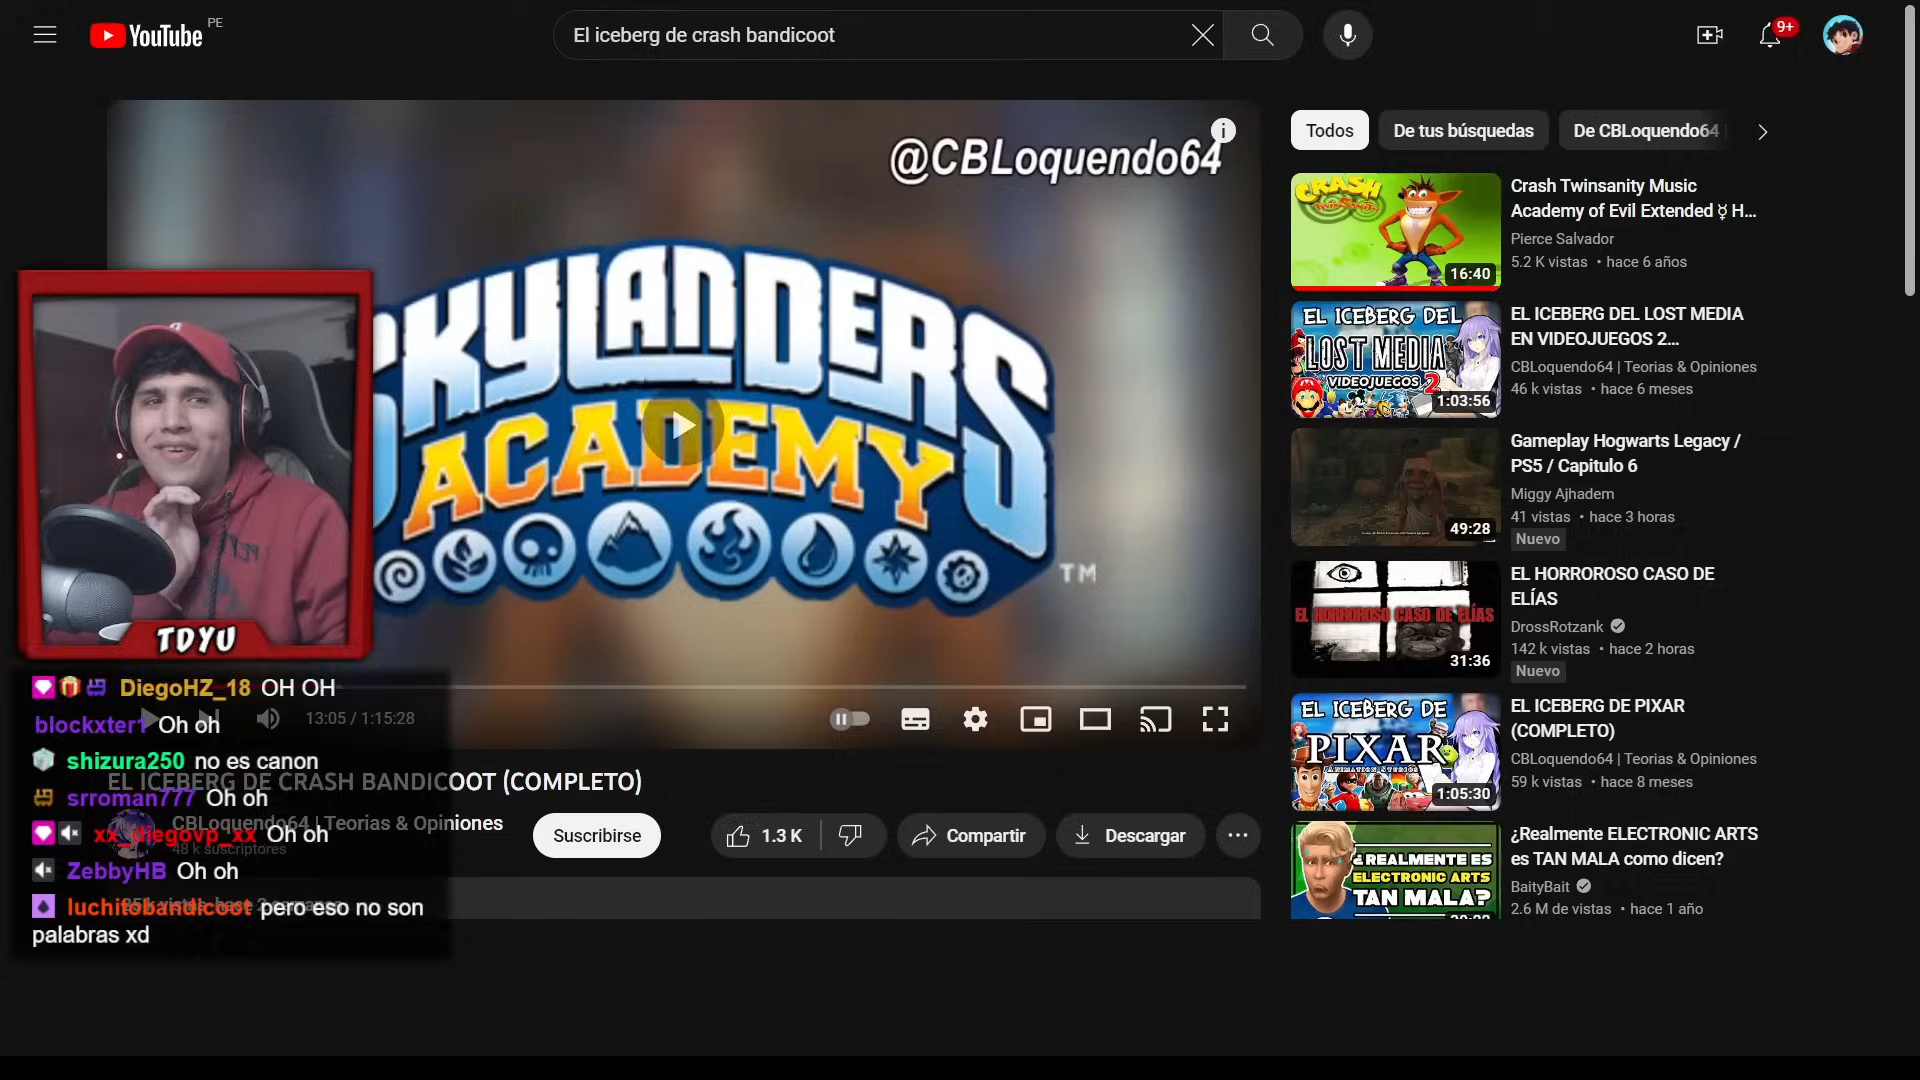 YouTube PE
El iceberg de crash bandicoot
9+
@CBLoquendo64
SKYLANDERS
ACADEMY
TM
TDYU
DiegoHZ_18 OH OH
blockxter1 Oh oh
shizura250 no es canon
srroman777 Oh oh
xx_diegovp_xx Oh oh
ZebbyHB Oh oh
luchitobandicoot pero eso no son
palabras xd
13:05 / 1:15:28
EL ICEBERG DE CRASH BANDICOOT (COMPLETO)
CBLoquendo64 | Teorias & Opiniones
48 k suscriptores
Suscribirse
1.3 K
Compartir
Descargar
Todos
De tus búsquedas
De CBLoquendo64
CRASH
TWINSANITY
16:40
Crash Twinsanity Music
Academy of Evil Extended ☿ H...
Pierce Salvador
5.2 K vistas • hace 6 años
EL ICEBERG DEL
LOST MEDIA
VIDEOJUEGOS 2
1:03:56
EL ICEBERG DEL LOST MEDIA
EN VIDEOJUEGOS 2...
CBLoquendo64 | Teorias & Opiniones
46 k vistas • hace 6 meses
49:28
Gameplay Hogwarts Legacy /
PS5 / Capitulo 6
Miggy Ajhadem
41 vistas • hace 3 horas
Nuevo
EL HORROROSO CASO DE ELÍAS
31:36
EL HORROROSO CASO DE
ELÍAS
DrossRotzank
142 k vistas • hace 2 horas
Nuevo
EL ICEBERG DE
PIXAR
ANIMATION STUDIOS
1:05:30
EL ICEBERG DE PIXAR
(COMPLETO)
CBLoquendo64 | Teorias & Opiniones
59 k vistas • hace 8 meses
¿REALMENTE ES
ELECTRONIC ARTS
TAN MALA?
¿Realmente ELECTRONIC ARTS
es TAN MALA como dicen?
BaityBait
2.6 M de vistas • hace 1 año